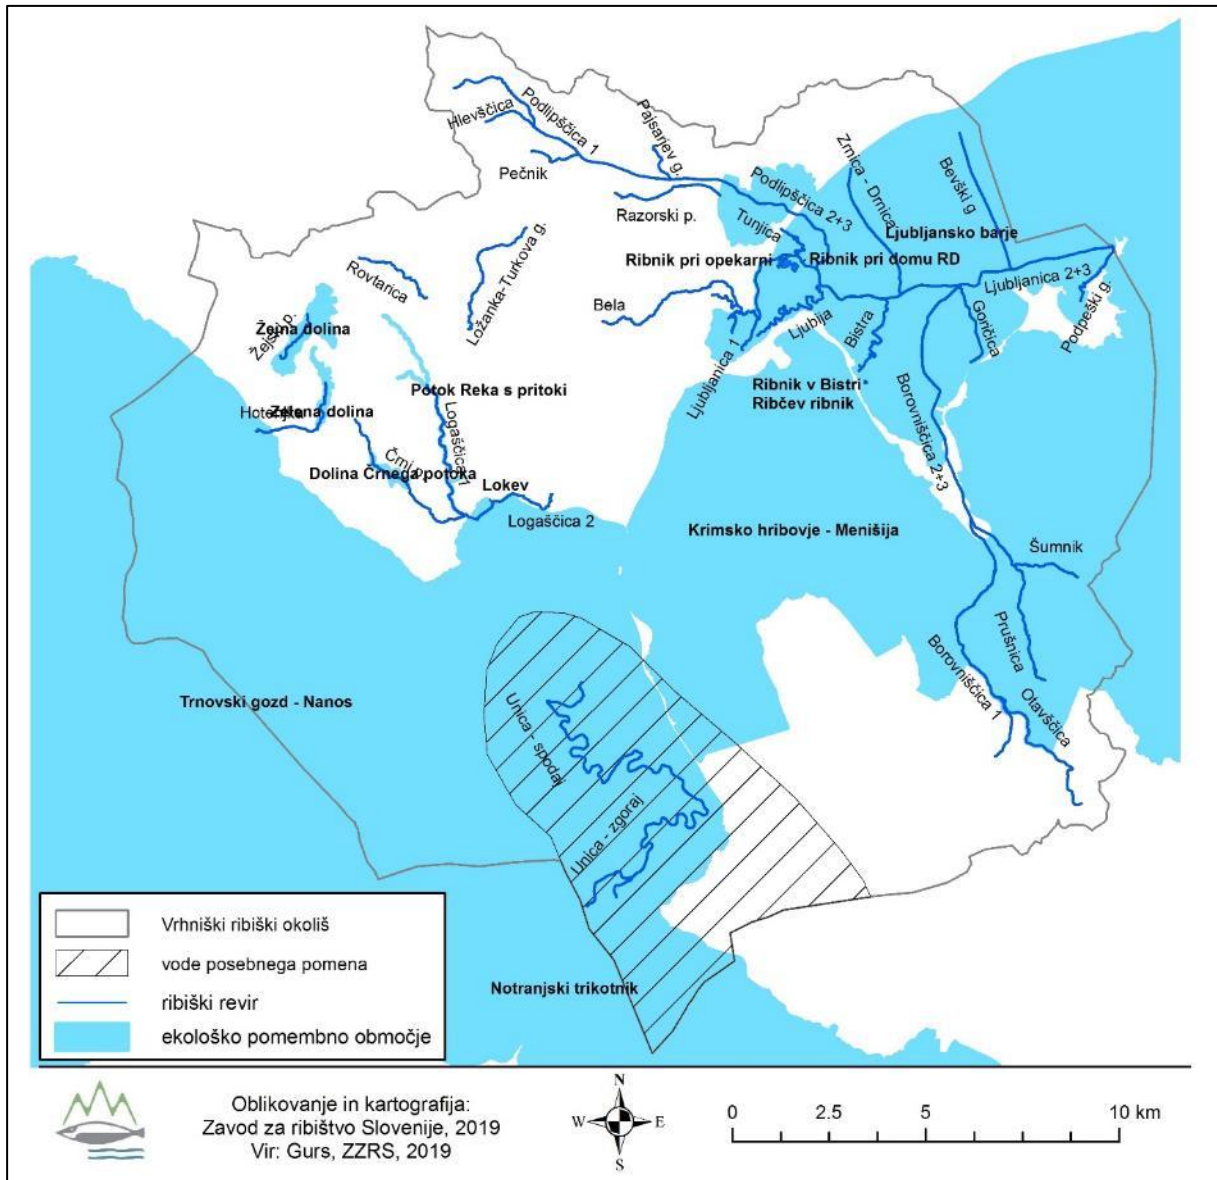 Hlevščica
Podlipščica 1
Pajsarjev g.
Pečnik
Razorski p.
Podlipščica 2+3
Zrnica - Drnica
Bevški g
Tunjica
Ljubljansko barje
Ribnik pri opekarni
Ribnik pri domu RD
Rovtarica
Ložanka-Turkova g.
Bela
Ljubljanica 2+3
Podpeški g.
Goričica
Žejski p.
Žejna dolina
Ljubija
Bistra
Ljubljanica 1
Potok Reka s pritoki
Ribnik v Bistri
Ribčev ribnik
Zelena dolina
Logaščica 1
Borovniščica 2+3
Črni
Dolina Črnega potoka
Lokev
Logaščica 2
Krimsko hribovje - Menišija
Šumnik
Prušnica
Borovniščica 1
Otavščica
Trnovski gozd - Nanos
Unica - spodaj
Unica - zgoraj
Notranjski trikotnik
Vrhniški ribiški okoliš
vode posebnega pomena
ribiški revir
ekološko pomembno območje
Oblikovanje in kartografija:
Zavod za ribištvo Slovenije, 2019
Vir: Gurs, ZZRS, 2019
N
W E
S
0 2.5 5 10 km